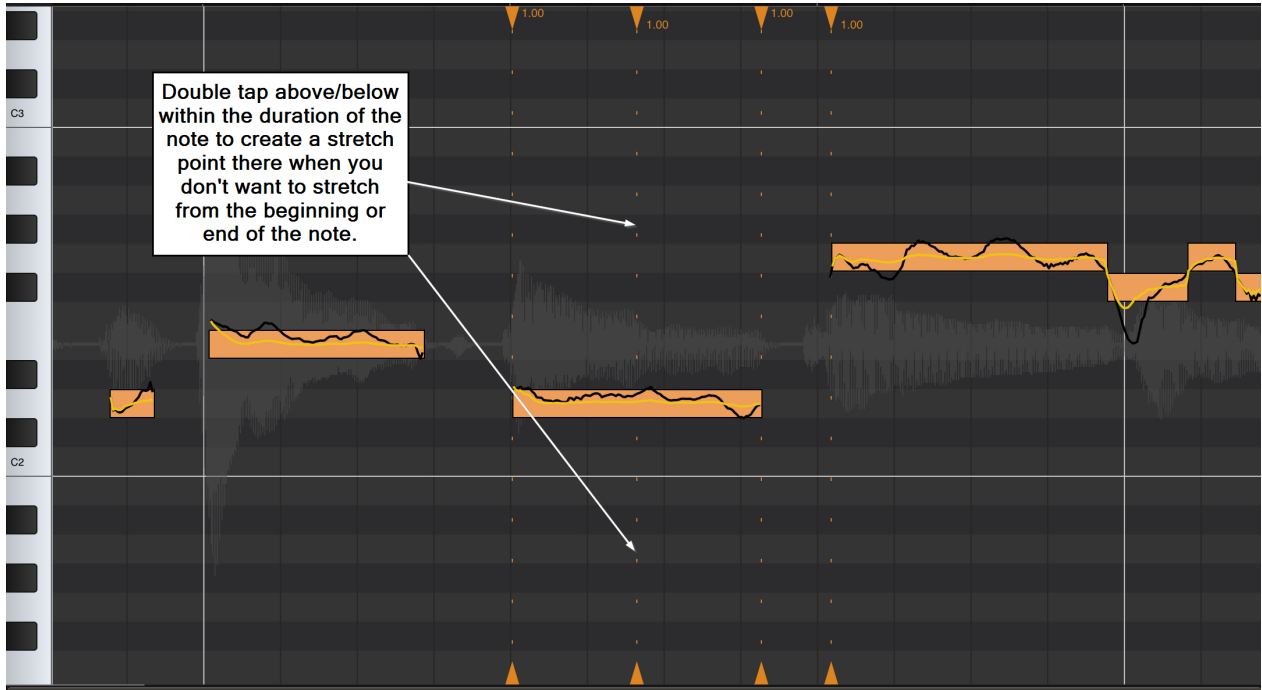 1.00
1.00
1.00
1.00
Double tap above/below
within the duration of the
note to create a stretch
point there when you
don't want to stretch
from the beginning or
end of the note.
C3
C2